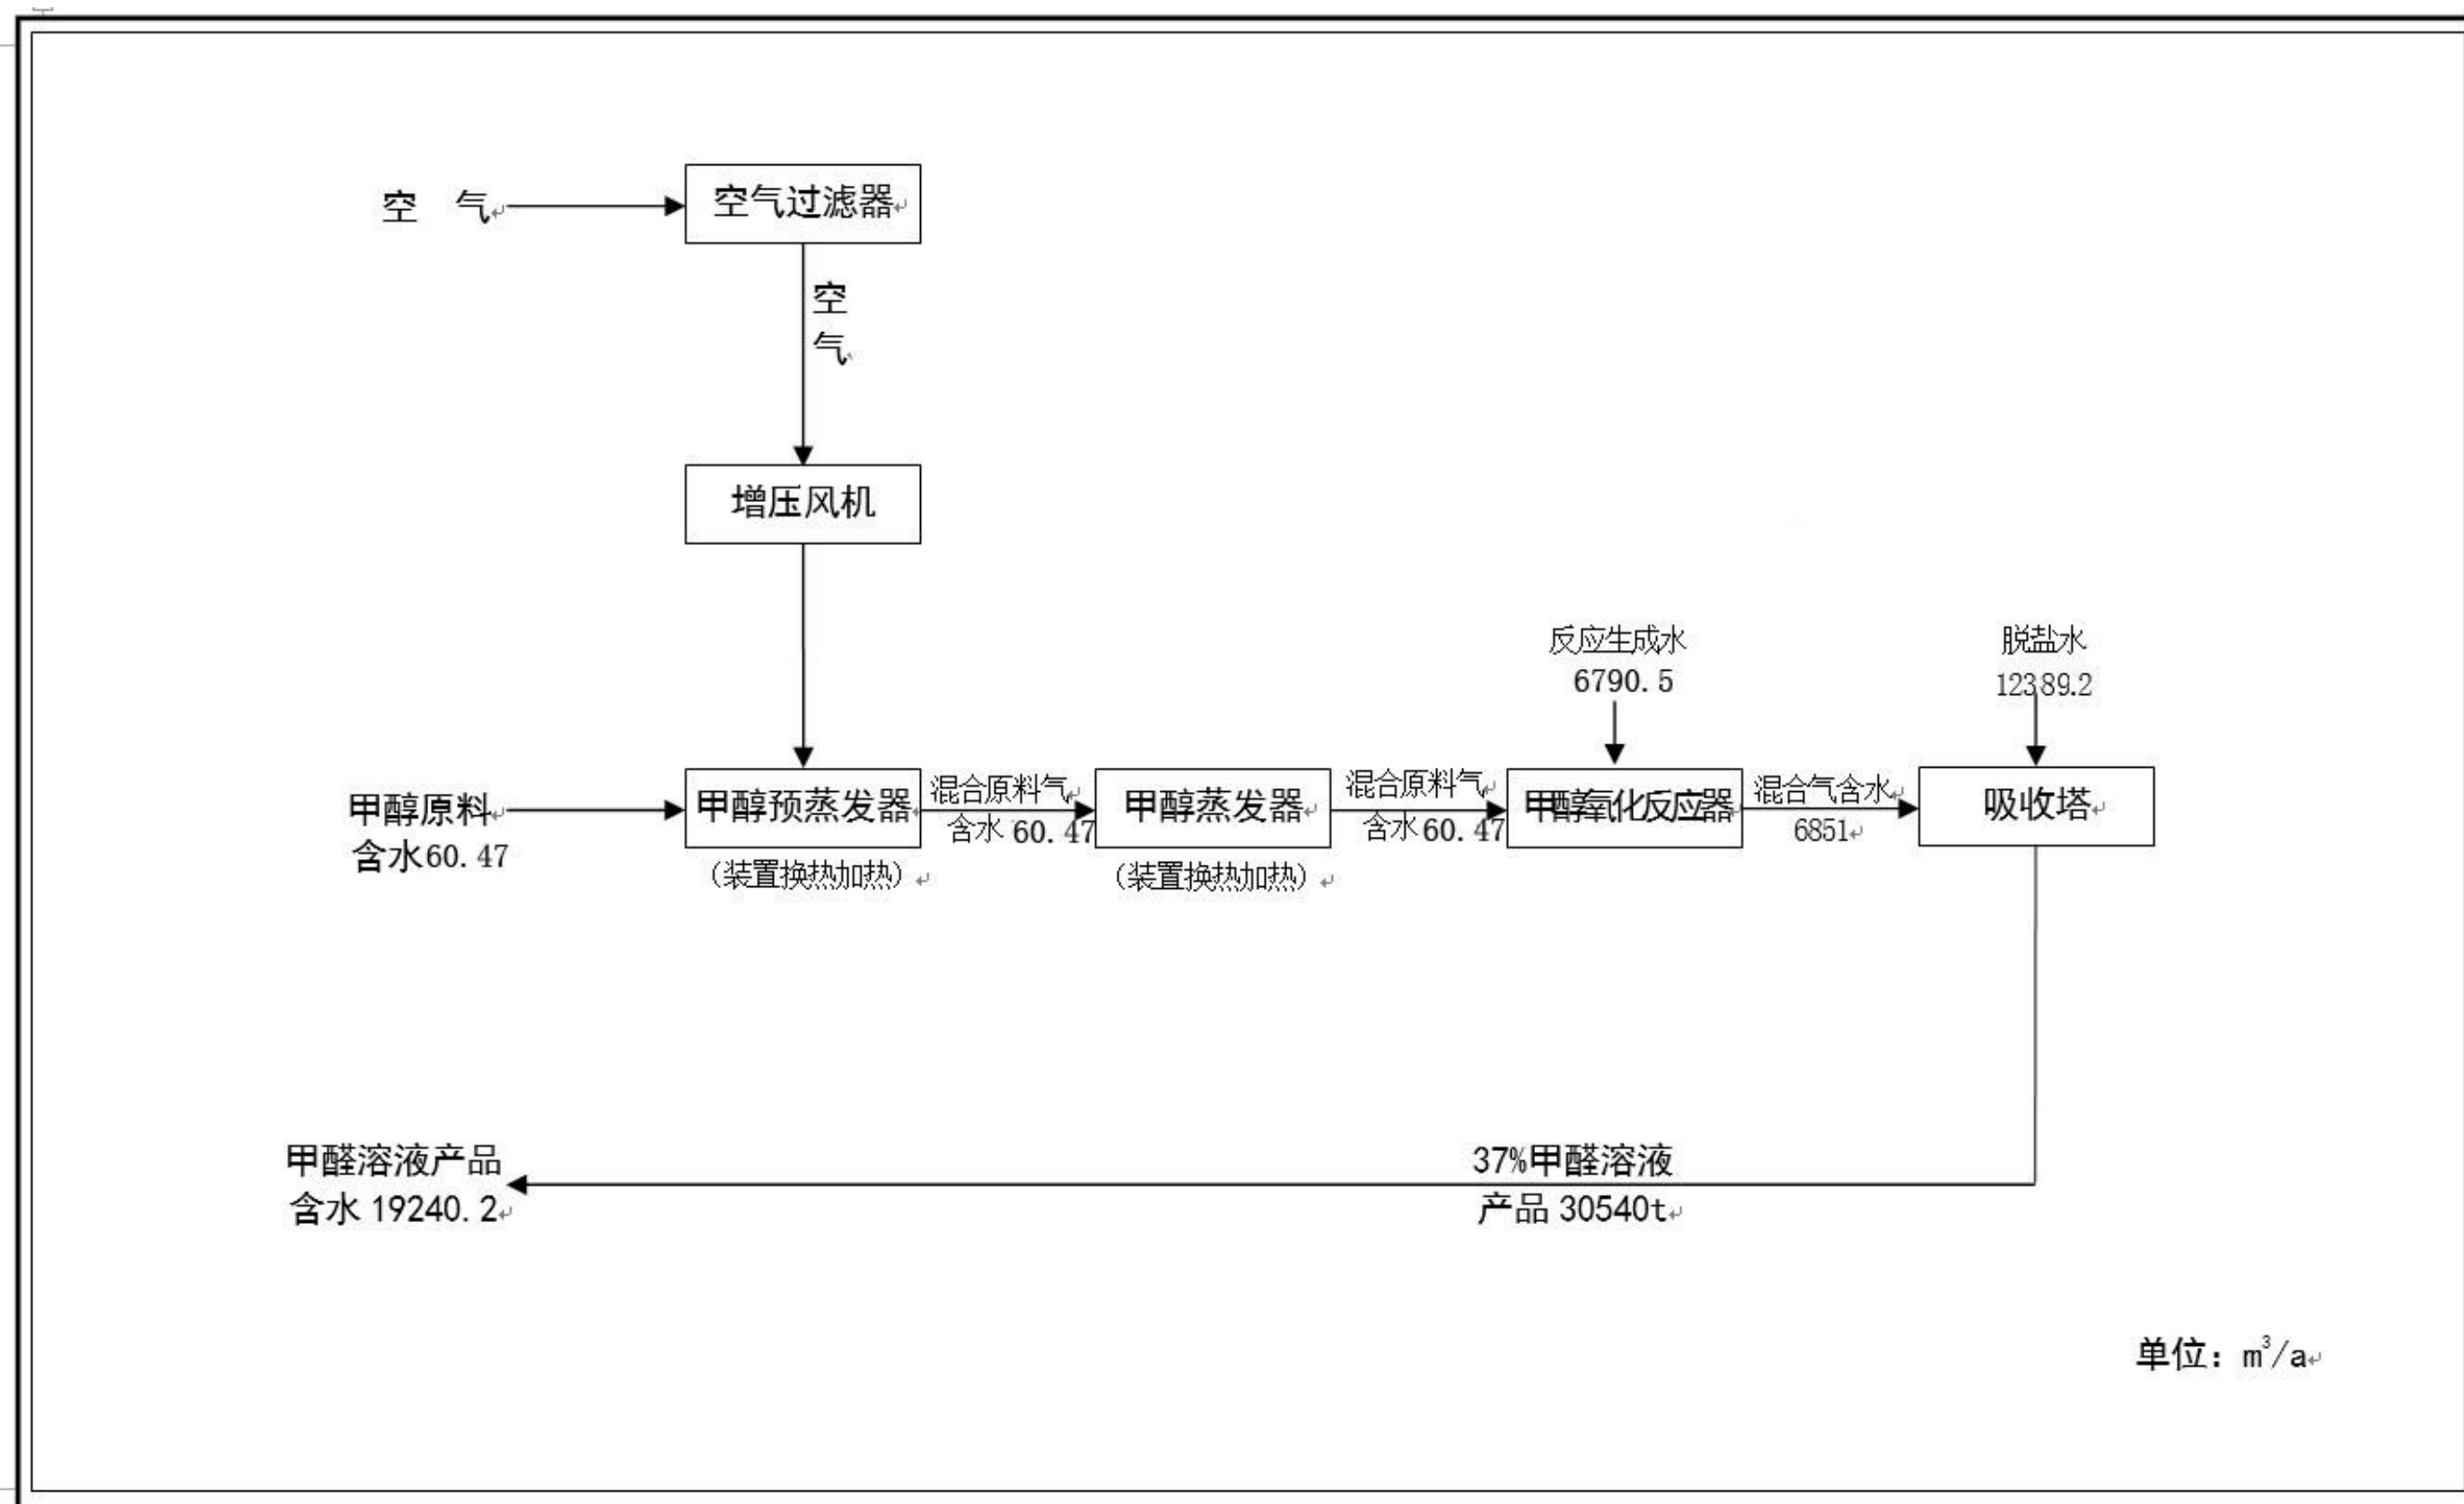 空 气
空气过滤器
空
气
增压风机
反应生成水
6790.5
脱盐水
12389.2
甲醇原料
含水60.47
甲醇预蒸发器
(装置换热加热)
混合原料气
含水 60.47
甲醇蒸发器
(装置换热加热)
混合原料气
含水60.47
甲醇氧化反应器
混合气含水
6851
吸收塔
甲醛溶液产品
含水 19240.2
37%甲醛溶液
产品 30540t
单位：m³/a